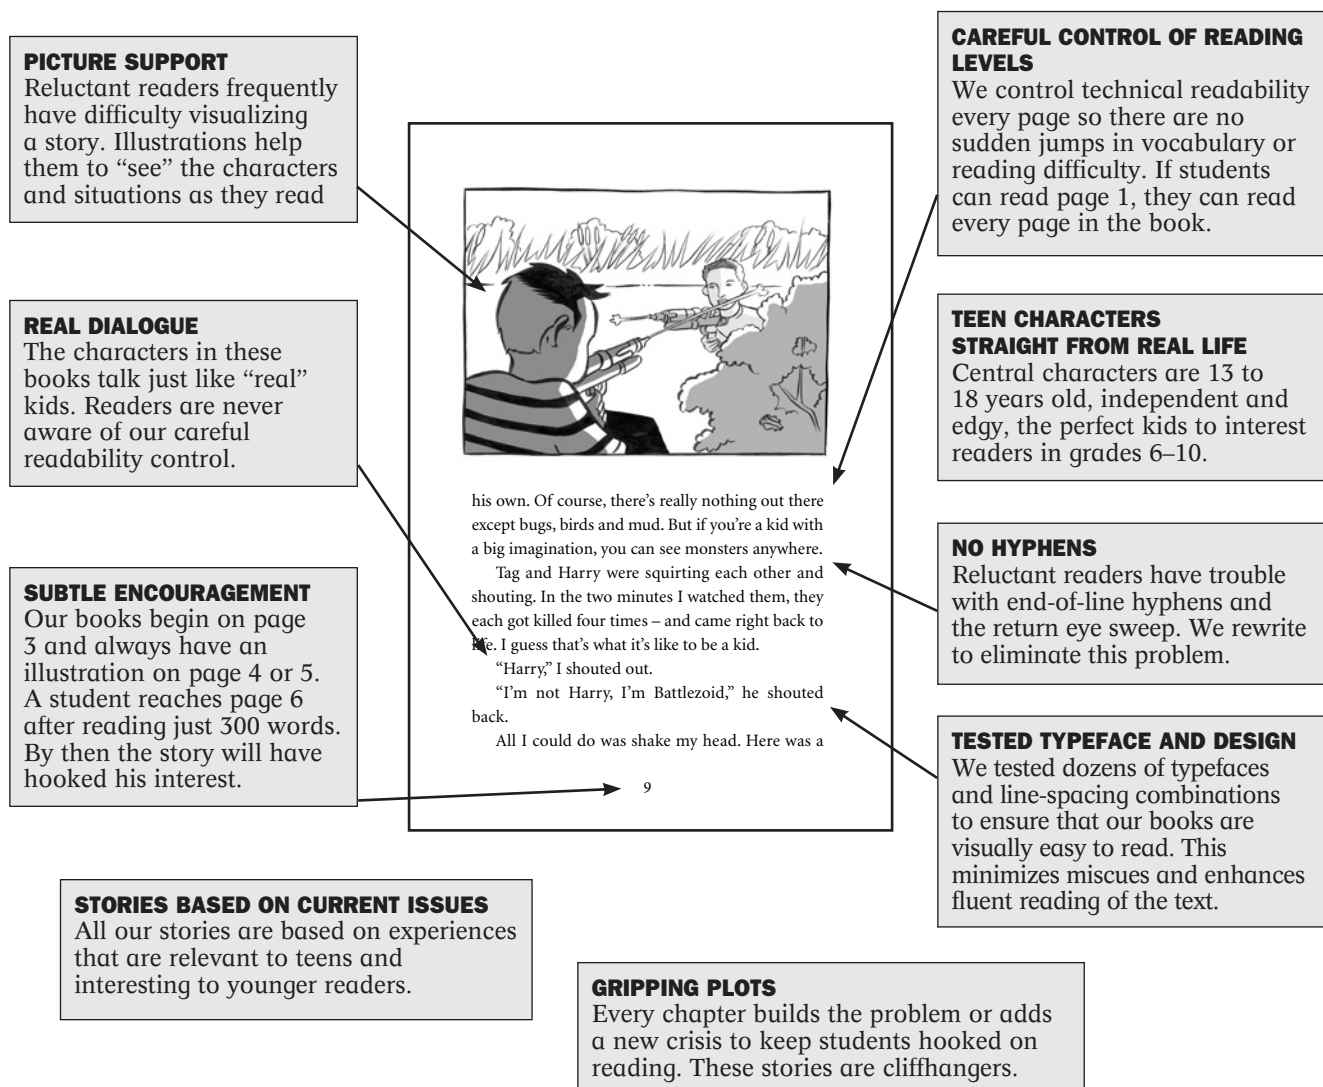 PICTURE SUPPORT
Reluctant readers frequently
have difficulty visualizing
a story. Illustrations help
them to “see” the characters
and situations as they read
REAL DIALOGUE
The characters in these
books talk just like “real”
kids. Readers are never
aware of our careful
readability control.
SUBTLE ENCOURAGEMENT
Our books begin on page
3 and always have an
illustration on page 4 or 5.
A student reaches page 6
after reading just 300 words.
By then the story will have
hooked his interest.
his own. Of course, there’s really nothing out there
except bugs, birds and mud. But if you’re a kid with
a big imagination, you can see monsters anywhere.
Tag and Harry were squirting each other and
shouting. In the two minutes I watched them, they
each got killed four times – and came right back to
life. I guess that’s what it’s like to be a kid.
“Harry,” I shouted out.
“I’m not Harry, I’m Battlezoid,” he shouted
back.
All I could do was shake my head. Here was a
9
CAREFUL CONTROL OF READING
LEVELS
We control technical readability
every page so there are no
sudden jumps in vocabulary or
reading difficulty. If students
can read page 1, they can read
every page in the book.
TEEN CHARACTERS
STRAIGHT FROM REAL LIFE
Central characters are 13 to
18 years old, independent and
edgy, the perfect kids to interest
readers in grades 6–10.
NO HYPHENS
Reluctant readers have trouble
with end-of-line hyphens and
the return eye sweep. We rewrite
to eliminate this problem.
TESTED TYPEFACE AND DESIGN
We tested dozens of typefaces
and line-spacing combinations
to ensure that our books are
visually easy to read. This
minimizes miscues and enhances
fluent reading of the text.
STORIES BASED ON CURRENT ISSUES
All our stories are based on experiences
that are relevant to teens and
interesting to younger readers.
GRIPPING PLOTS
Every chapter builds the problem or adds
a new crisis to keep students hooked on
reading. These stories are cliffhangers.